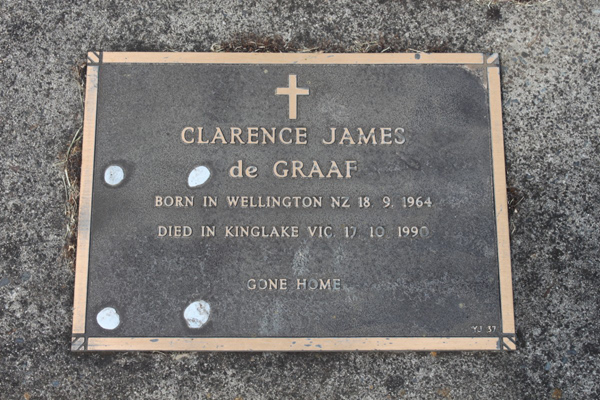 CLARENCE JAMES
de GRAAF
BORN IN WELLINGTON NZ 18. 9. 1964
DIED IN KINGLAKE VIC. 17. 10. 1990
GONE HOME